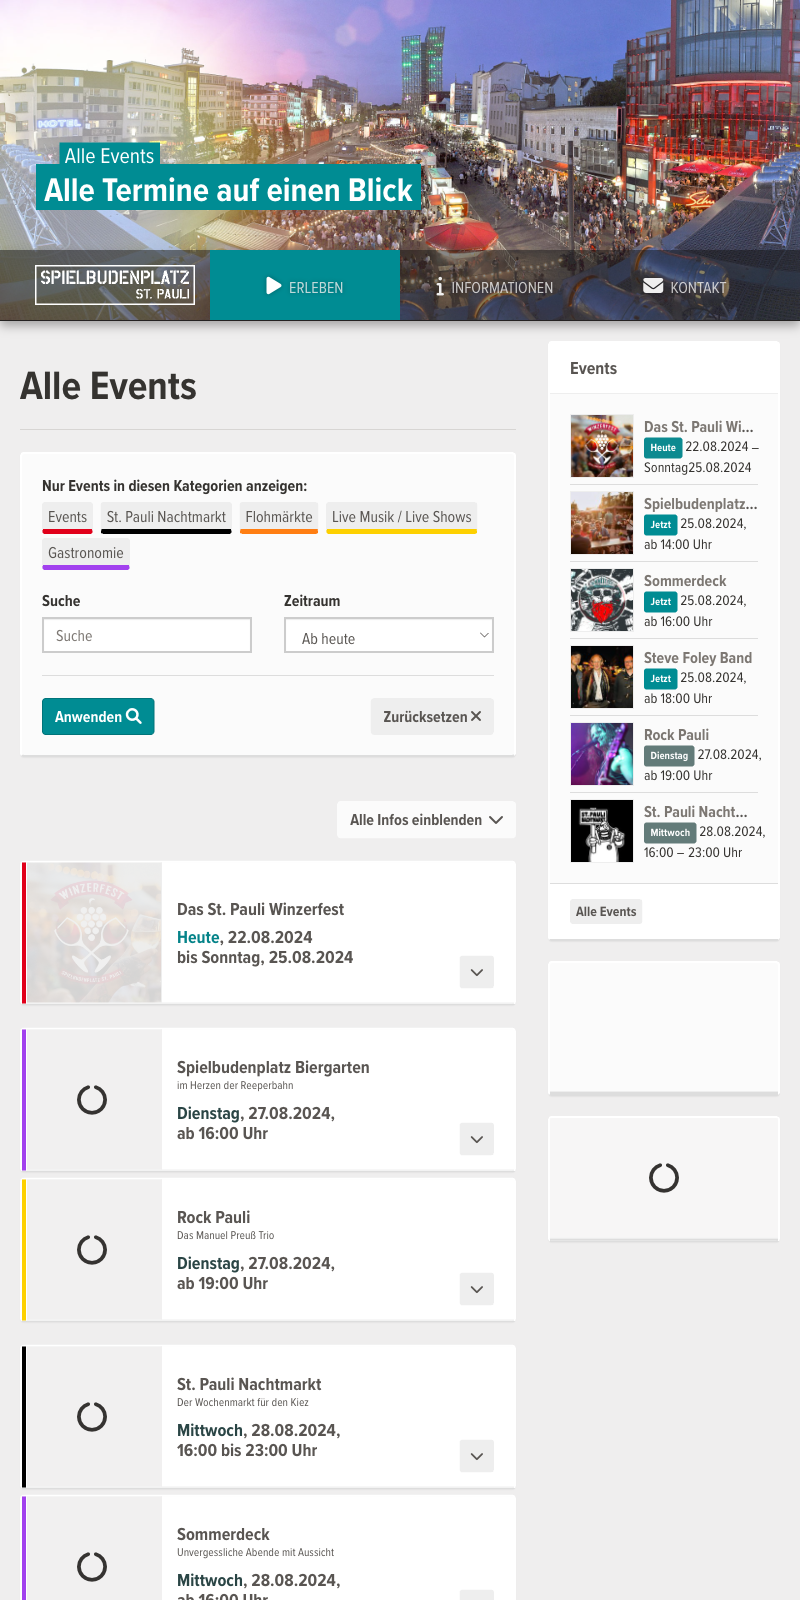 HOTEL
Alle Events
Alle Termine auf einen Blick
SPIELBUDENPLATZ
ST. PAULI
ERLEBEN
INFORMATIONEN
KONTAKT
Alle Events
Nur Events in diesen Kategorien anzeigen:
Events
St. Pauli Nachtmarkt
Flohmärkte
Live Musik / Live Shows
Gastronomie
Suche
Zeitraum
Suche
Ab heute
Anwenden
Zurücksetzen
Alle Infos einblenden
WINZERFEST
Das St. Pauli Winzerfest
Heute, 22.08.2024
bis Sonntag, 25.08.2024
Spielbudenplatz Biergarten
im Herzen der Reeperbahn
Dienstag, 27.08.2024,
ab 16:00 Uhr
Rock Pauli
Das Manuel Preuß Trio
Dienstag, 27.08.2024,
ab 19:00 Uhr
St. Pauli Nachtmarkt
Der Wochenmarkt für den Kiez
Mittwoch, 28.08.2024,
16:00 bis 23:00 Uhr
Sommerdeck
Unvergessliche Abende mit Aussicht
Mittwoch, 28.08.2024,
ab 16:00 Uhr
Events
Das St. Pauli Wi...
Heute 22.08.2024 –
Sonntag25.08.2024
Spielbudenplatz...
Jetzt 25.08.2024,
ab 14:00 Uhr
Sommerdeck
Jetzt 25.08.2024,
ab 16:00 Uhr
Steve Foley Band
Jetzt 25.08.2024,
ab 18:00 Uhr
Rock Pauli
Dienstag 27.08.2024,
ab 19:00 Uhr
St. Pauli Nacht...
Mittwoch 28.08.2024,
16:00 – 23:00 Uhr
Alle Events